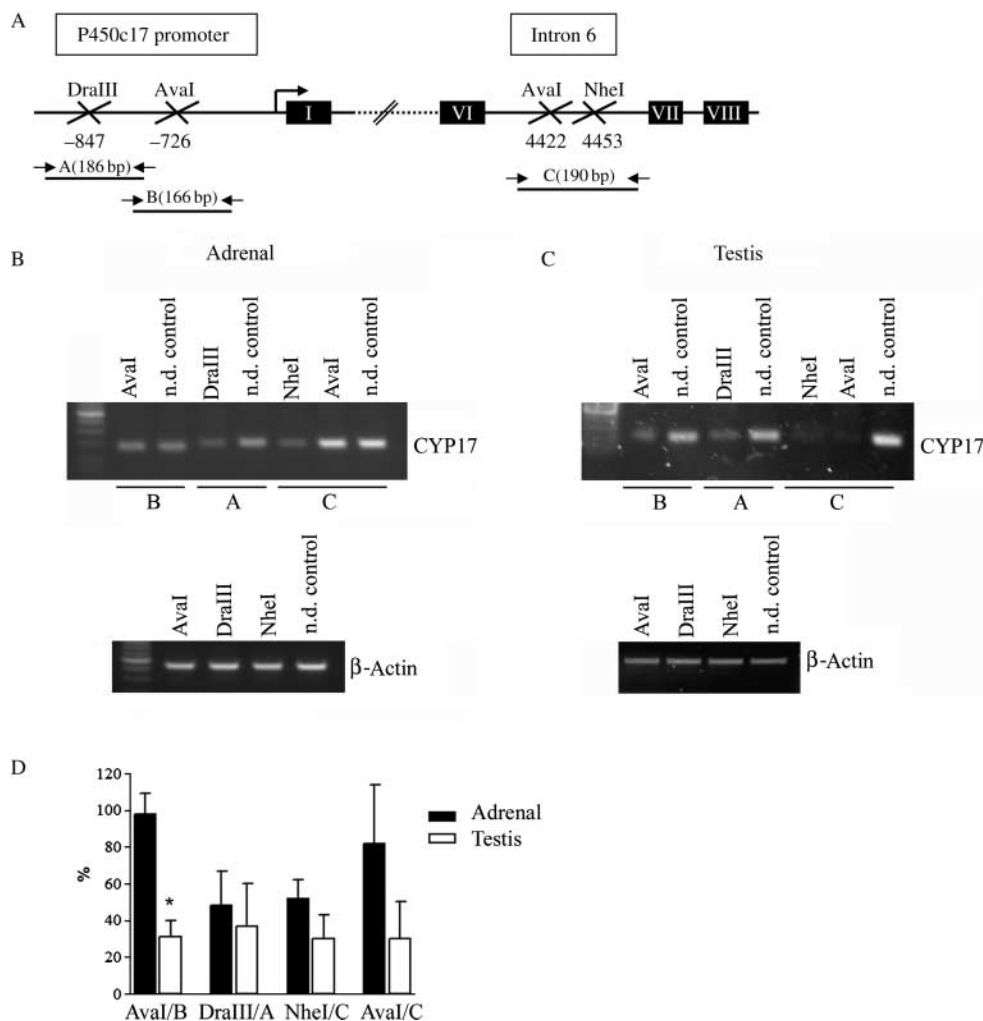 A
P450c17 promoter
Intron 6
DraIII AvaI AvaI NheI
I VI VII VIII
–847 –726 4422 4453
A(186 bp)
B(166 bp)
C(190 bp)
B
Adrenal
AvaI
n.d. control
DraIII
n.d. control
NheI
AvaI
n.d. control
CYP17
B A C
AvaI
DraIII
NheI
n.d. control
β-Actin
C
Testis
AvaI
n.d. control
DraIII
n.d. control
NheI
AvaI
n.d. control
CYP17
B A C
AvaI
DraIII
NheI
n.d. control
β-Actin
D
120
100
80
60
40
20
0
%
*
Adrenal
Testis
AvaI/B DraIII/A NheI/C AvaI/C